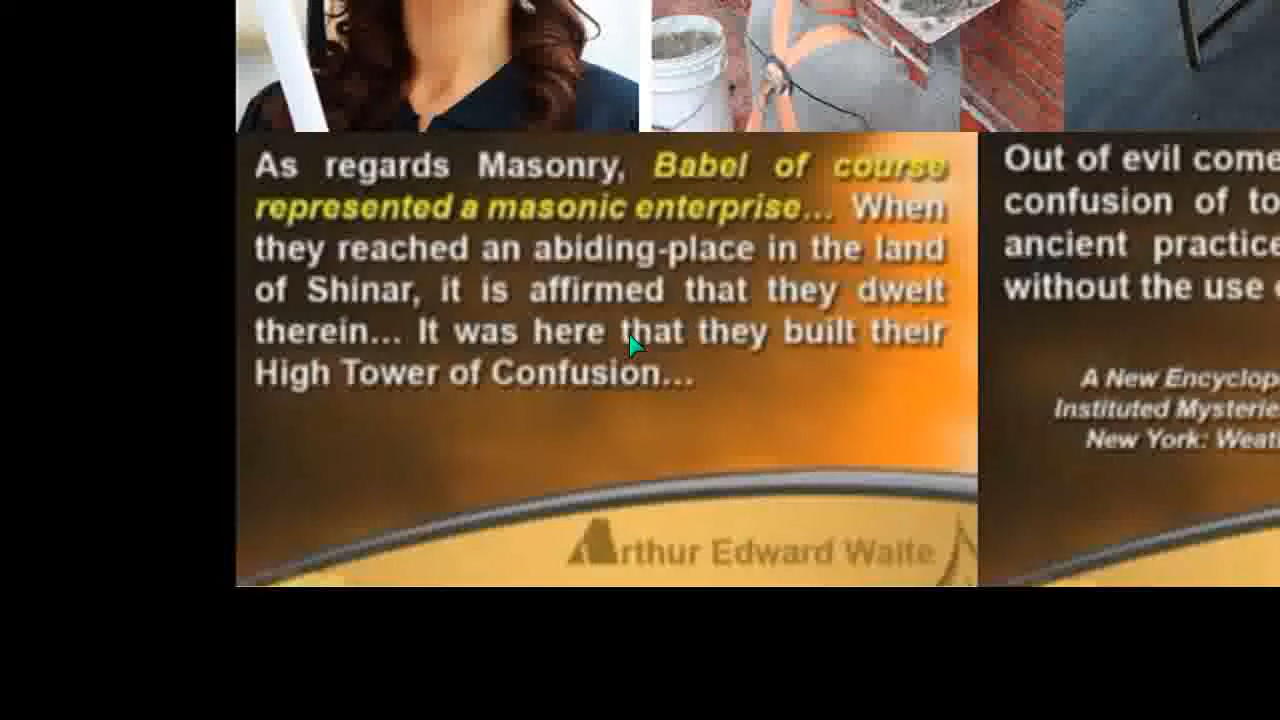 As regards Masonry, Babel of course
represented a masonic enterprise... When
they reached an abiding-place in the land
of Shinar, it is affirmed that they dwelt
therein... It was here that they built their
High Tower of Confusion...
Arthur Edward Waite
Out of evil come
confusion of to
ancient practice
without the use
A New Encyclop
Instituted Mysterie
New York: Weat